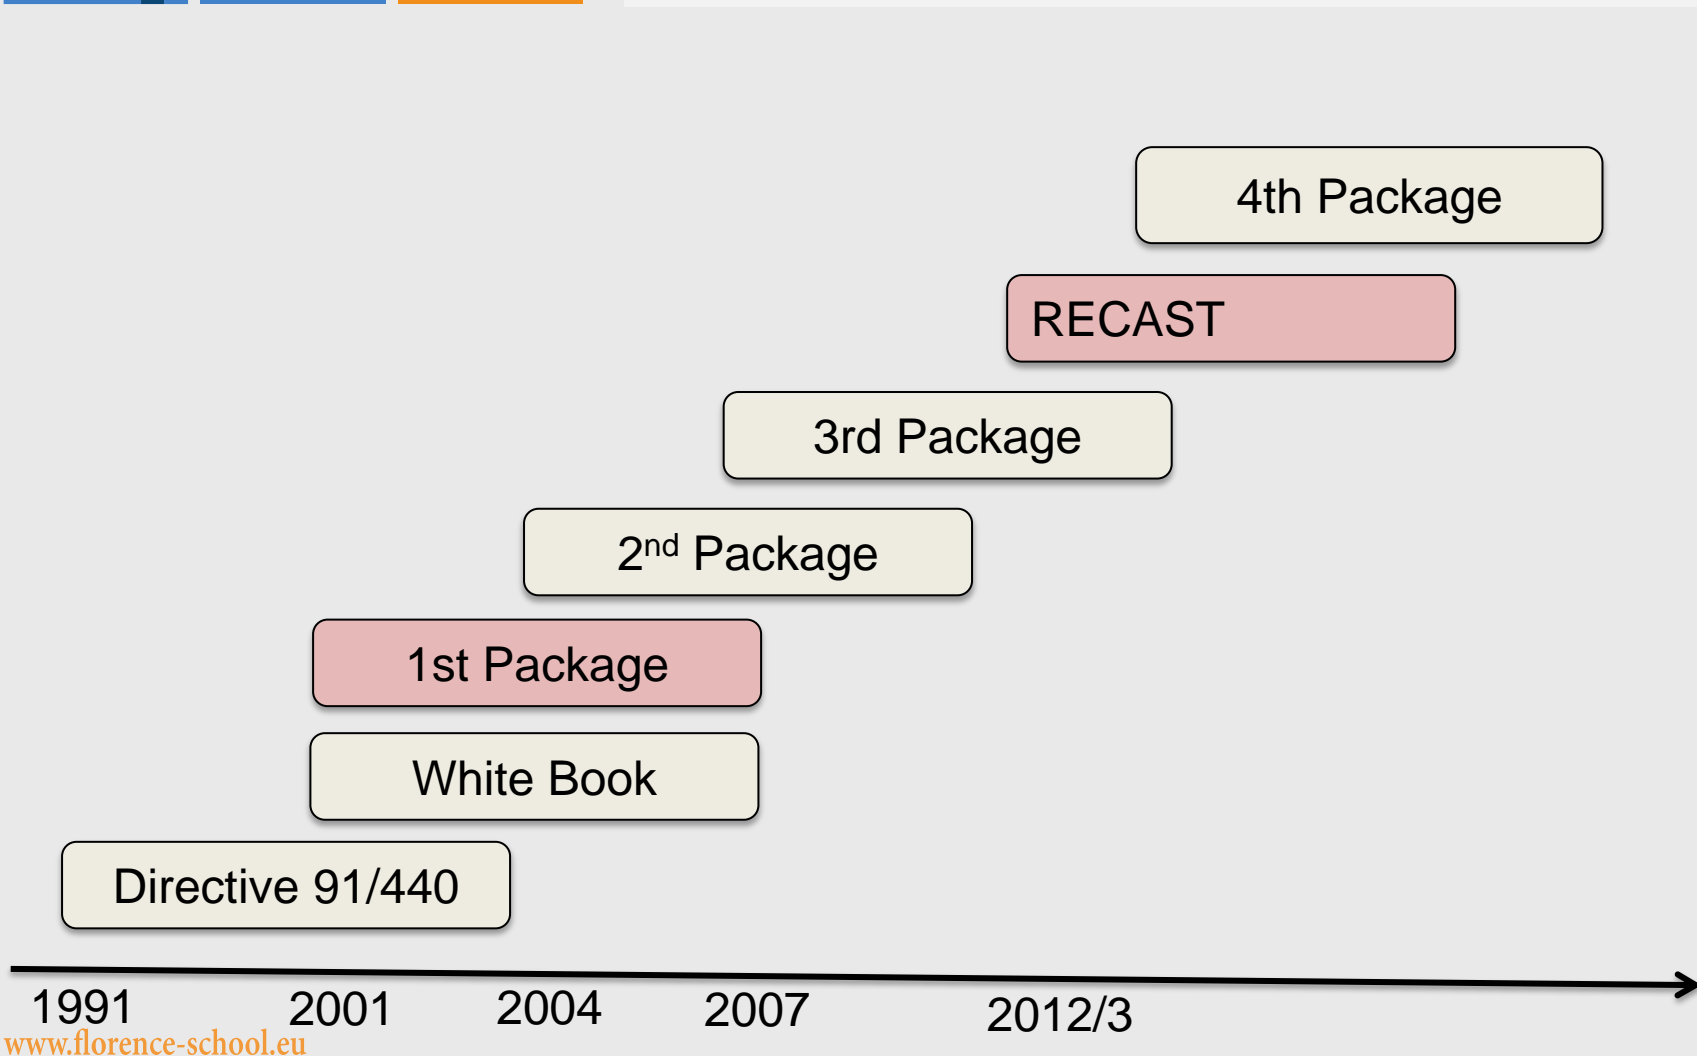 4th Package
RECAST
3rd Package
2nd Package
1st Package
White Book
Directive 91/440
1991 2001 2004 2007 2012/3
www.florence-school.eu